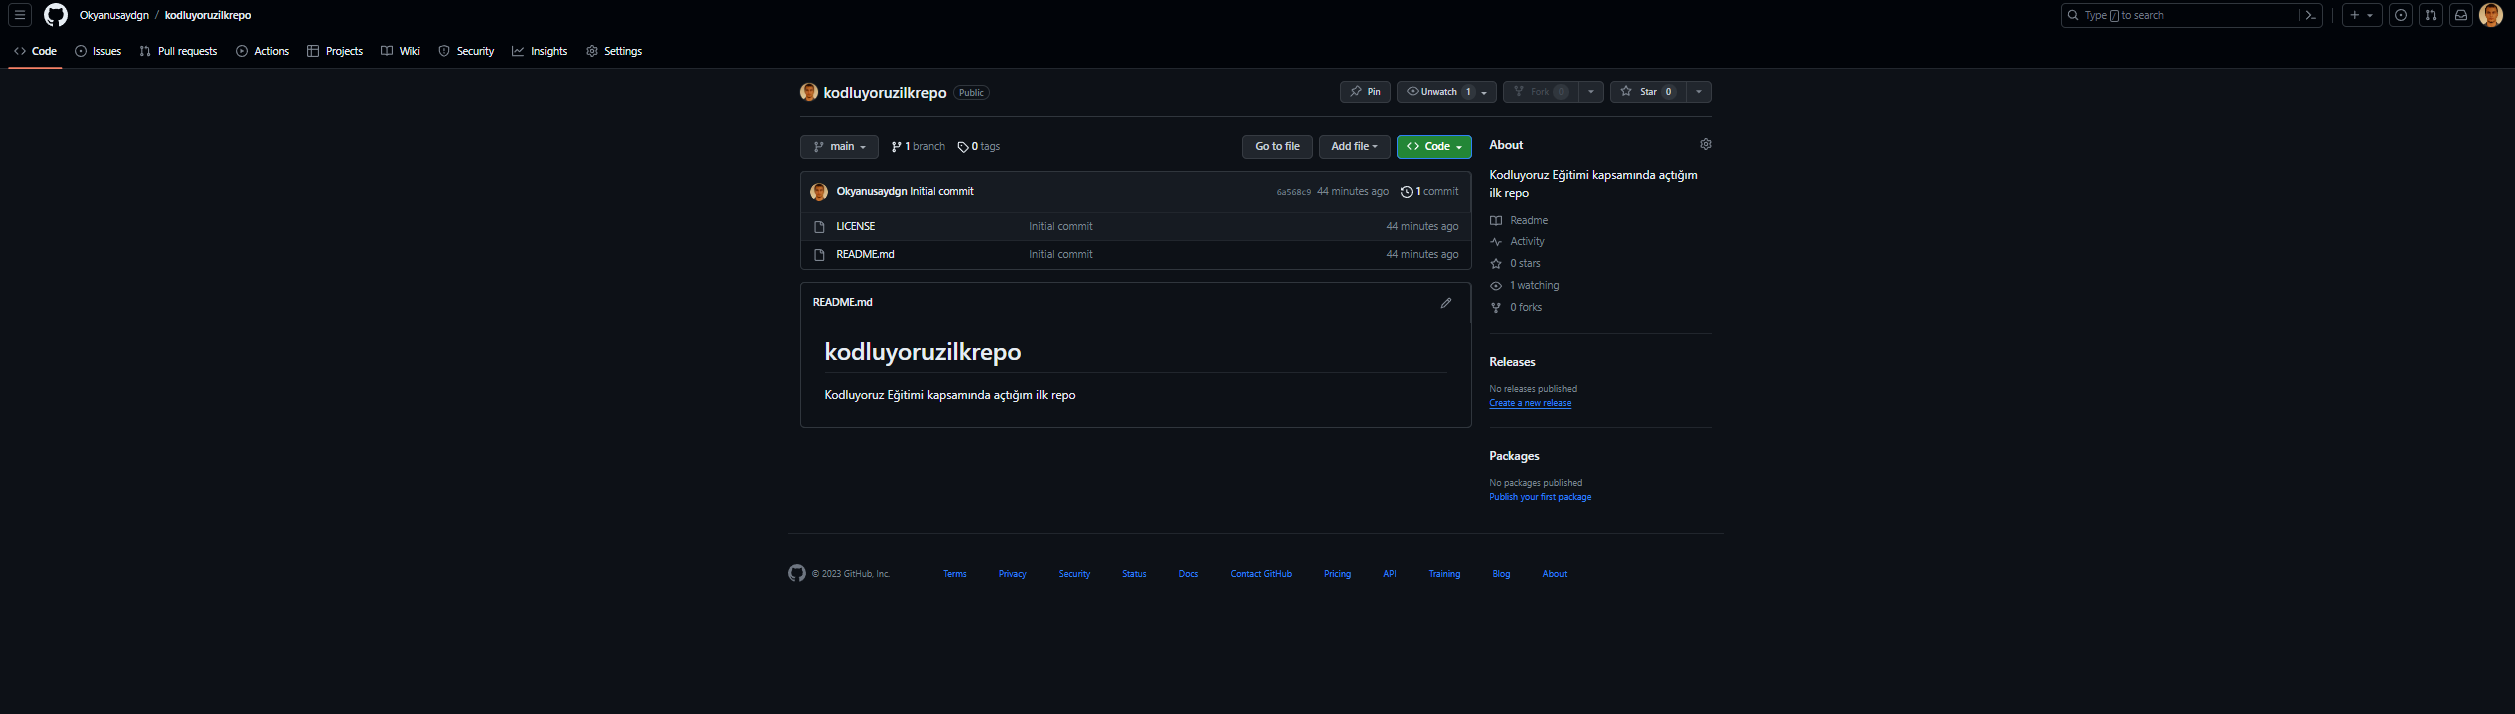 Okyanusaydgn / kodluyoruzilkrepo
Type / to search
Code Issues Pull requests Actions Projects Wiki Security Insights Settings
kodluyoruzilkrepo Public
Pin Unwatch 1 Fork 0 Star 0
main 1 branch 0 tags Go to file Add file Code
Okyanusaydgn Initial commit 6a568c9 44 minutes ago 1 commit
LICENSE Initial commit 44 minutes ago
README.md Initial commit 44 minutes ago
README.md
kodluyoruzilkrepo
Kodluyoruz Eğitimi kapsamında açtığım ilk repo
About
Kodluyoruz Eğitimi kapsamında açtığım
ilk repo
Readme
Activity
0 stars
1 watching
0 forks
Releases
No releases published
Create a new release
Packages
No packages published
Publish your first package
© 2023 GitHub, Inc. Terms Privacy Security Status Docs Contact GitHub Pricing API Training Blog About